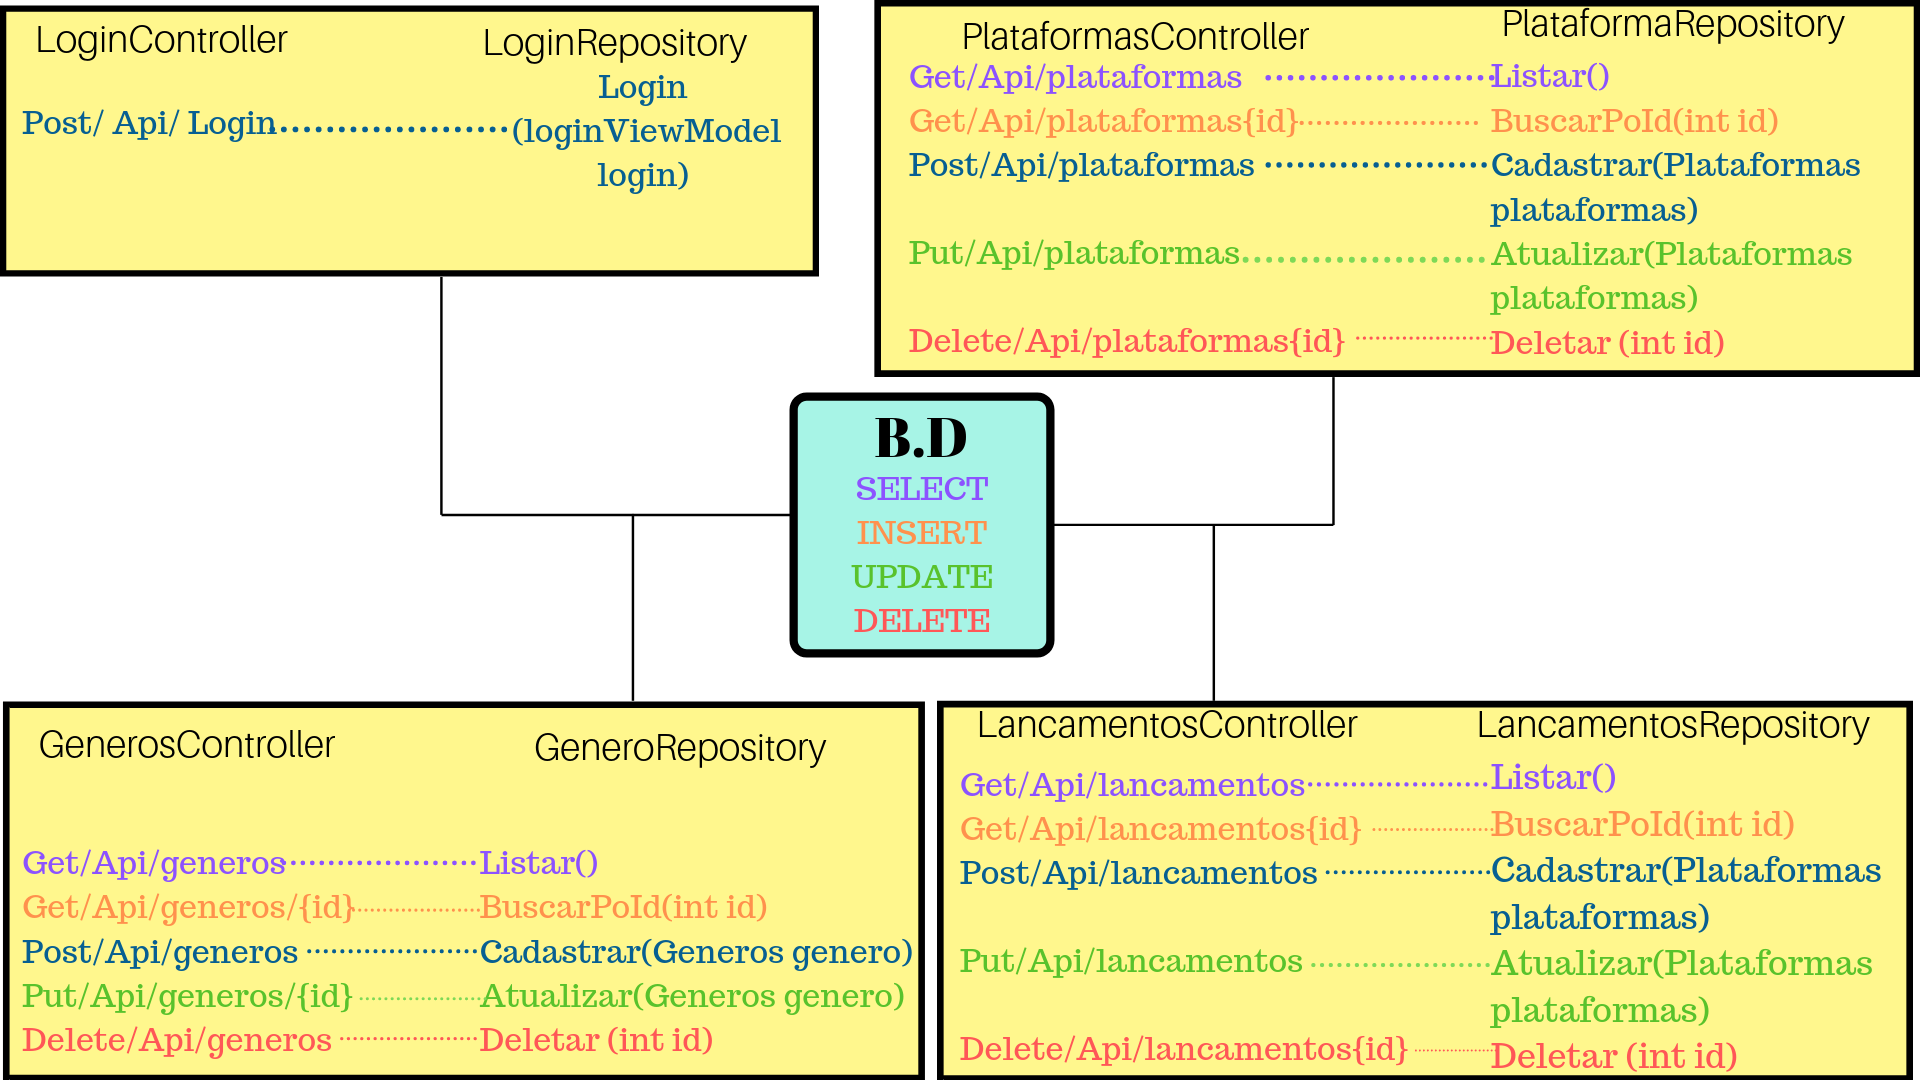 LoginController
LoginRepository
Login
Post/ Api/ Login
(loginViewModel
login)
PlataformasController
PlataformaRepository
Get/Api/plataformas
Listar()
Get/Api/plataformas{id}
BuscarPoId(int id)
Post/Api/plataformas
Cadastrar(Plataformas
plataformas)
Put/Api/plataformas
Atualizar(Plataformas
plataformas)
Delete/Api/plataformas{id}
Deletar (int id)
B.D
SELECT
INSERT
UPDATE
DELETE
GenerosController
GeneroRepository
Get/Api/generos
Listar()
Get/Api/generos/{id}
BuscarPoId(int id)
Post/Api/generos
Cadastrar(Generos genero)
Put/Api/generos/{id}
Atualizar(Generos genero)
Delete/Api/generos
Deletar (int id)
LancamentosController
LancamentosRepository
Get/Api/lancamentos
Listar()
Get/Api/lancamentos{id}
BuscarPoId(int id)
Post/Api/lancamentos
Cadastrar(Plataformas
plataformas)
Put/Api/lancamentos
Atualizar(Plataformas
plataformas)
Delete/Api/lancamentos{id}
Deletar (int id)